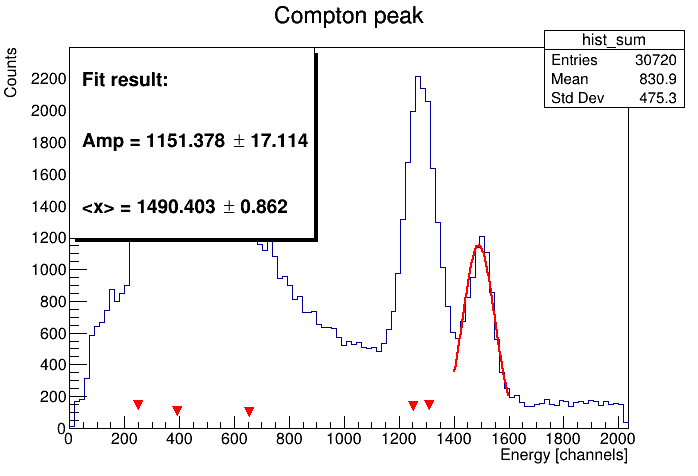 Compton peak
hist_sum
Entries 30720
Mean 830.9
Std Dev 475.3
Counts
Fit result:
Amp = 1151.378 ± 17.114
<x> = 1490.403 ± 0.862
2200
2000
1800
1600
1400
1200
1000
800
600
400
200
0
0 200 400 600 800 1000 1200 1400 1600 1800 2000
Energy [channels]